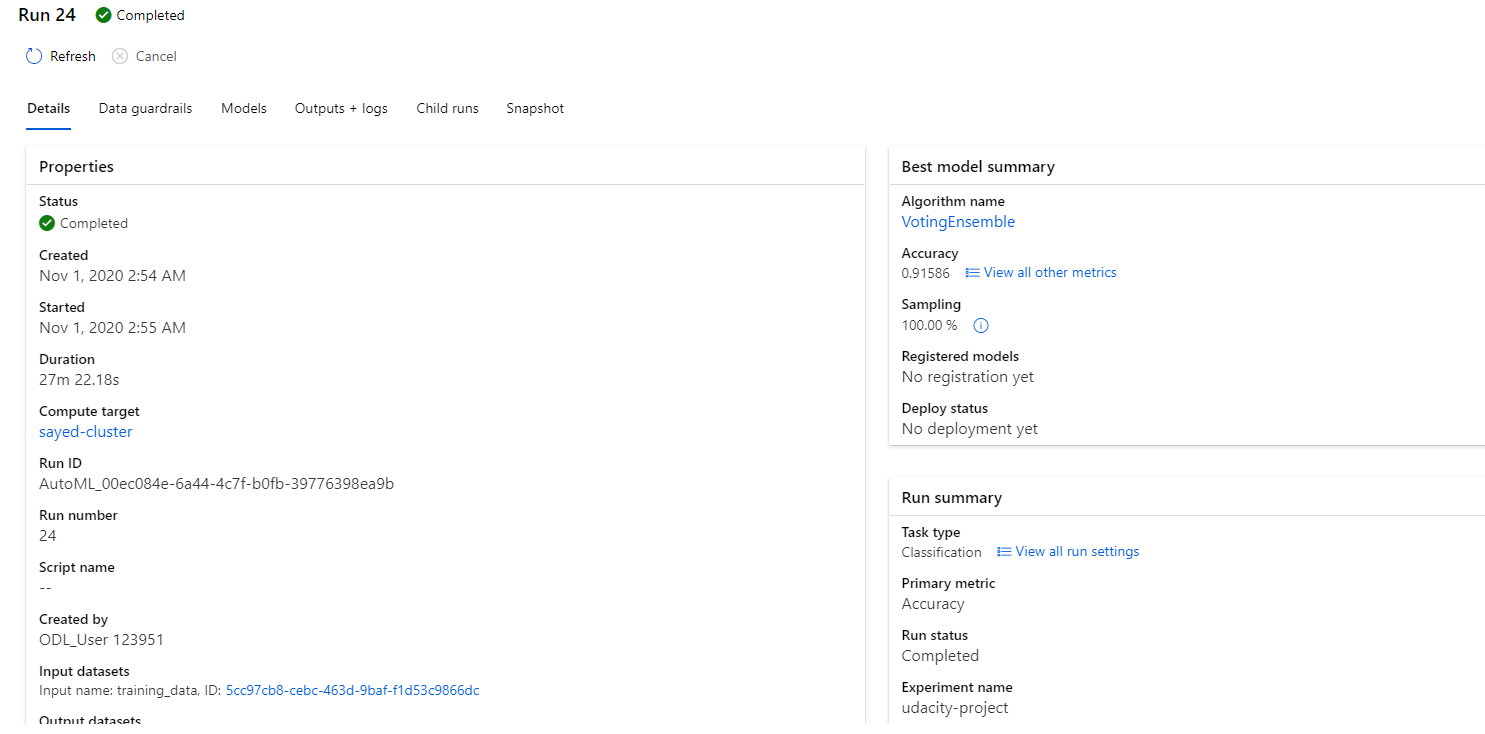 Run 24 Completed
Refresh Cancel
Details Data guardrails Models Outputs + logs Child runs Snapshot
Properties
Status
Completed
Created
Nov 1, 2020 2:54 AM
Started
Nov 1, 2020 2:55 AM
Duration
27m 22.18s
Compute target
sayed-cluster
Run ID
AutoML_00ec084e-6a44-4c7f-b0fb-39776398ea9b
Run number
24
Script name
--
Created by
ODL_User 123951
Input datasets
Input name: training_data, ID: 5cc97cb8-cebc-463d-9baf-f1d53c9866dc
Output datasets
Best model summary
Algorithm name
VotingEnsemble
Accuracy
0.91586 View all other metrics
Sampling
100.00 %
Registered models
No registration yet
Deploy status
No deployment yet
Run summary
Task type
Classification View all run settings
Primary metric
Accuracy
Run status
Completed
Experiment name
udacity-project